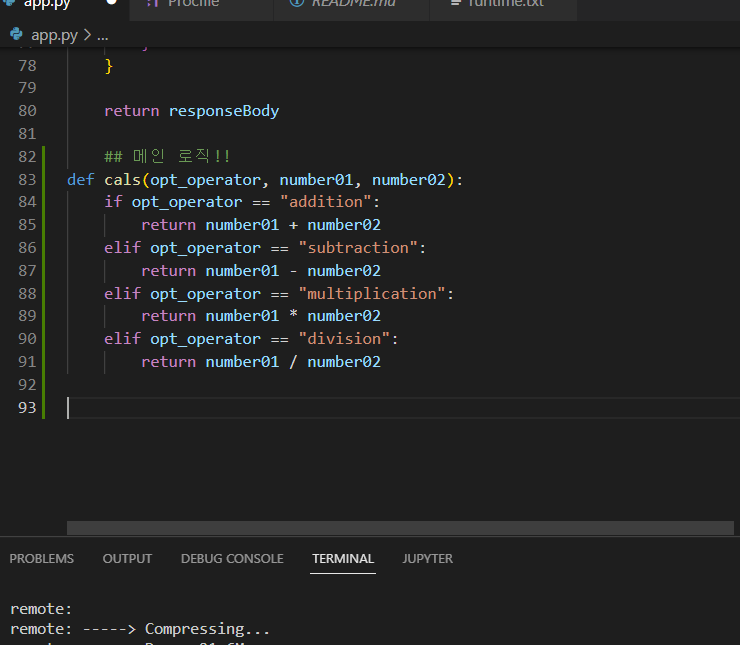 app.py Procfile README.md runtime.txt
app.py > ...
78 }
79
80 return responseBody
81
82 ## 메인 로직!!
83 def cals(opt_operator, number01, number02):
84 if opt_operator == "addition":
85 return number01 + number02
86 elif opt_operator == "subtraction":
87 return number01 - number02
88 elif opt_operator == "multiplication":
89 return number01 * number02
90 elif opt_operator == "division":
91 return number01 / number02
92
93
PROBLEMS OUTPUT DEBUG CONSOLE TERMINAL JUPYTER
remote:
remote: -----> Compressing...